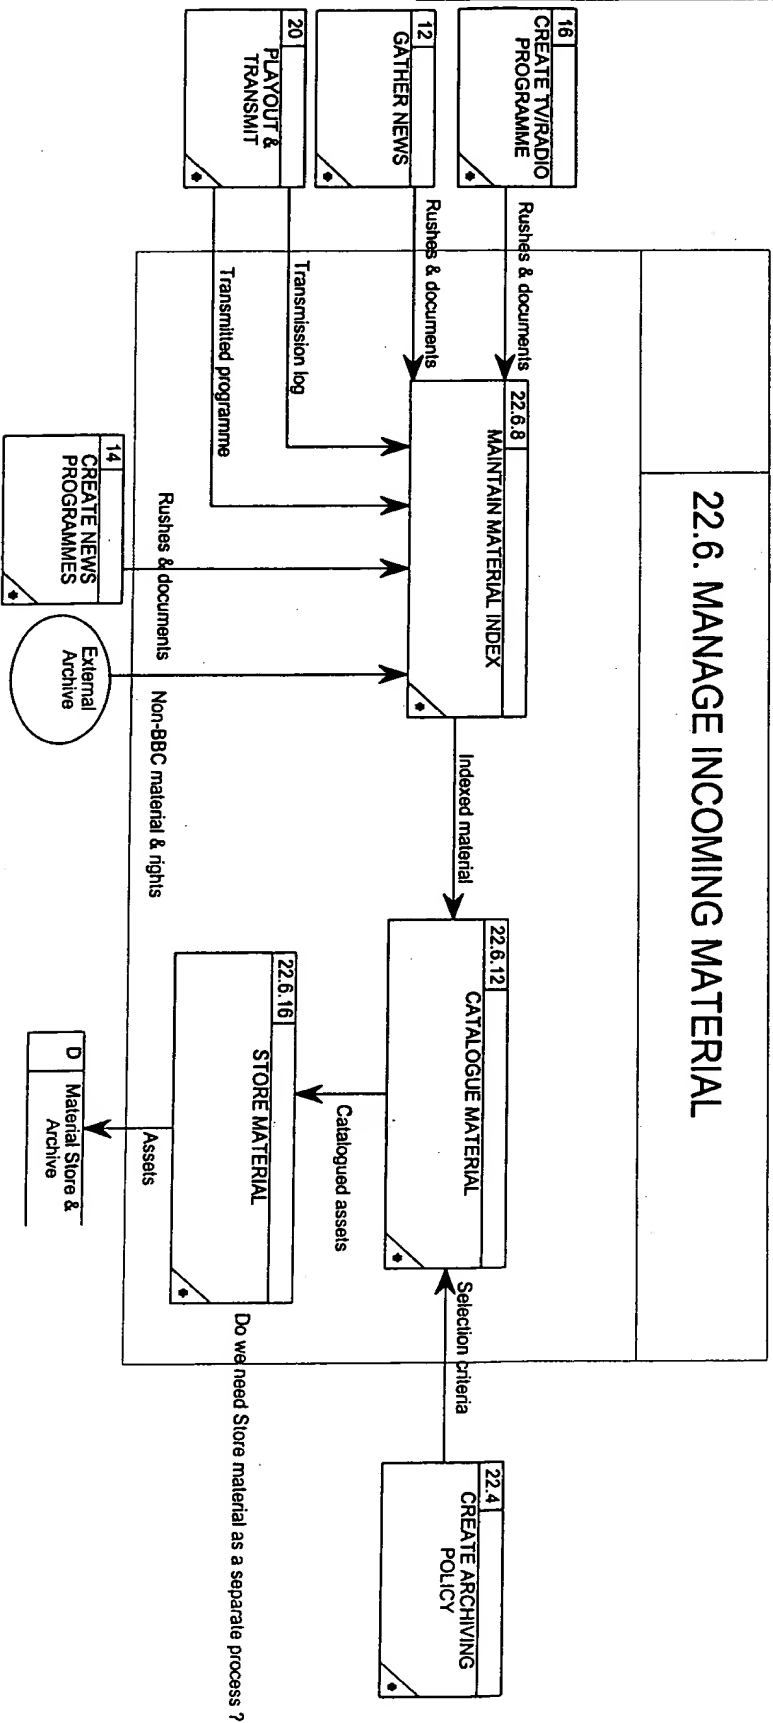 22.6. MANAGE INCOMING MATERIAL
16
CREATE TV/RADIO
PROGRAMME
Rushes & documents
12
GATHER NEWS
Rushes & documents
20
PLAYOUT &
TRANSMIT
Transmission log
Transmitted programme
22.6.8
MAINTAIN MATERIAL INDEX
Indexed material
22.6.12
CATALOGUE MATERIAL
Selection criteria
22.4
CREATE ARCHIVING
POLICY
Catalogued assets
22.6.16
STORE MATERIAL
Do we need Store material as a separate process ?
Rushes & documents
Non-BBC material & rights
Assets
14
CREATE NEWS
PROGRAMMES
External
Archive
D
Material Store &
Archive